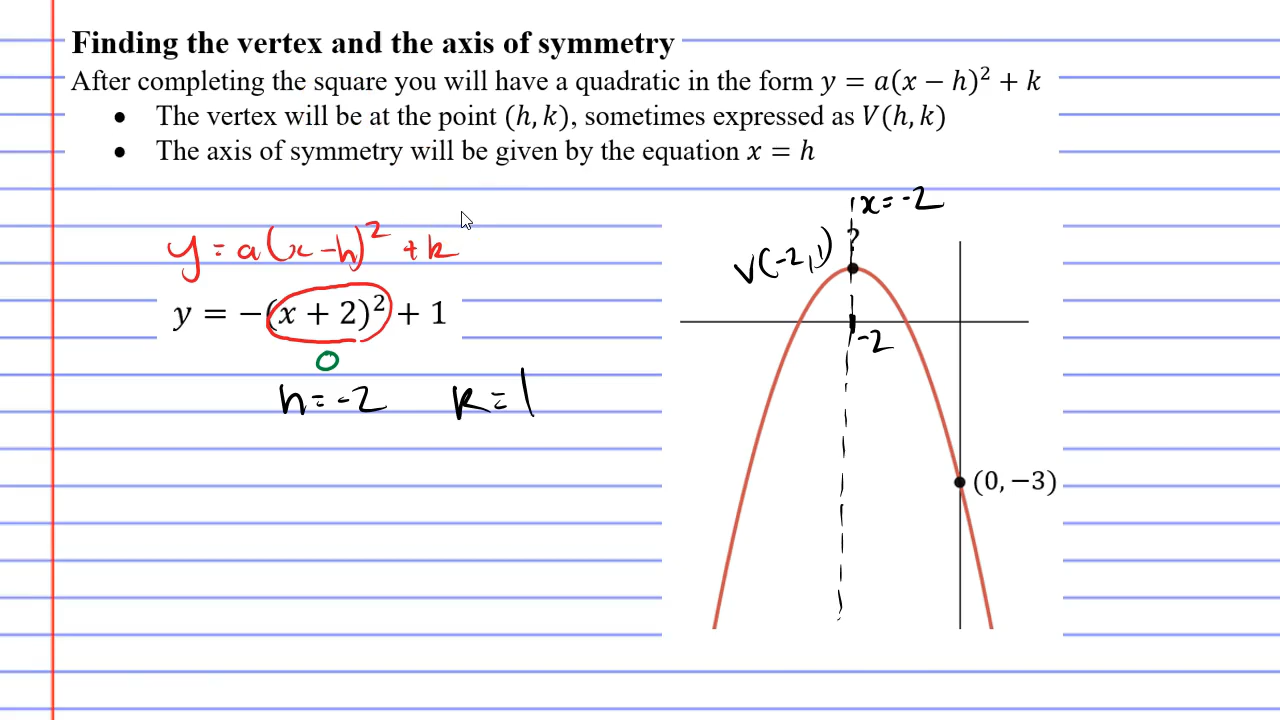 Finding the vertex and the axis of symmetry
After completing the square you will have a quadratic in the form y = a(x − h)² + k
• The vertex will be at the point (h, k), sometimes expressed as V(h, k)
• The axis of symmetry will be given by the equation x = h
x = -2
y = a(x - h)² + k
V(-2, 1)
y = −(x + 2)² + 1
-2
0
h = -2 k = 1
(0, −3)